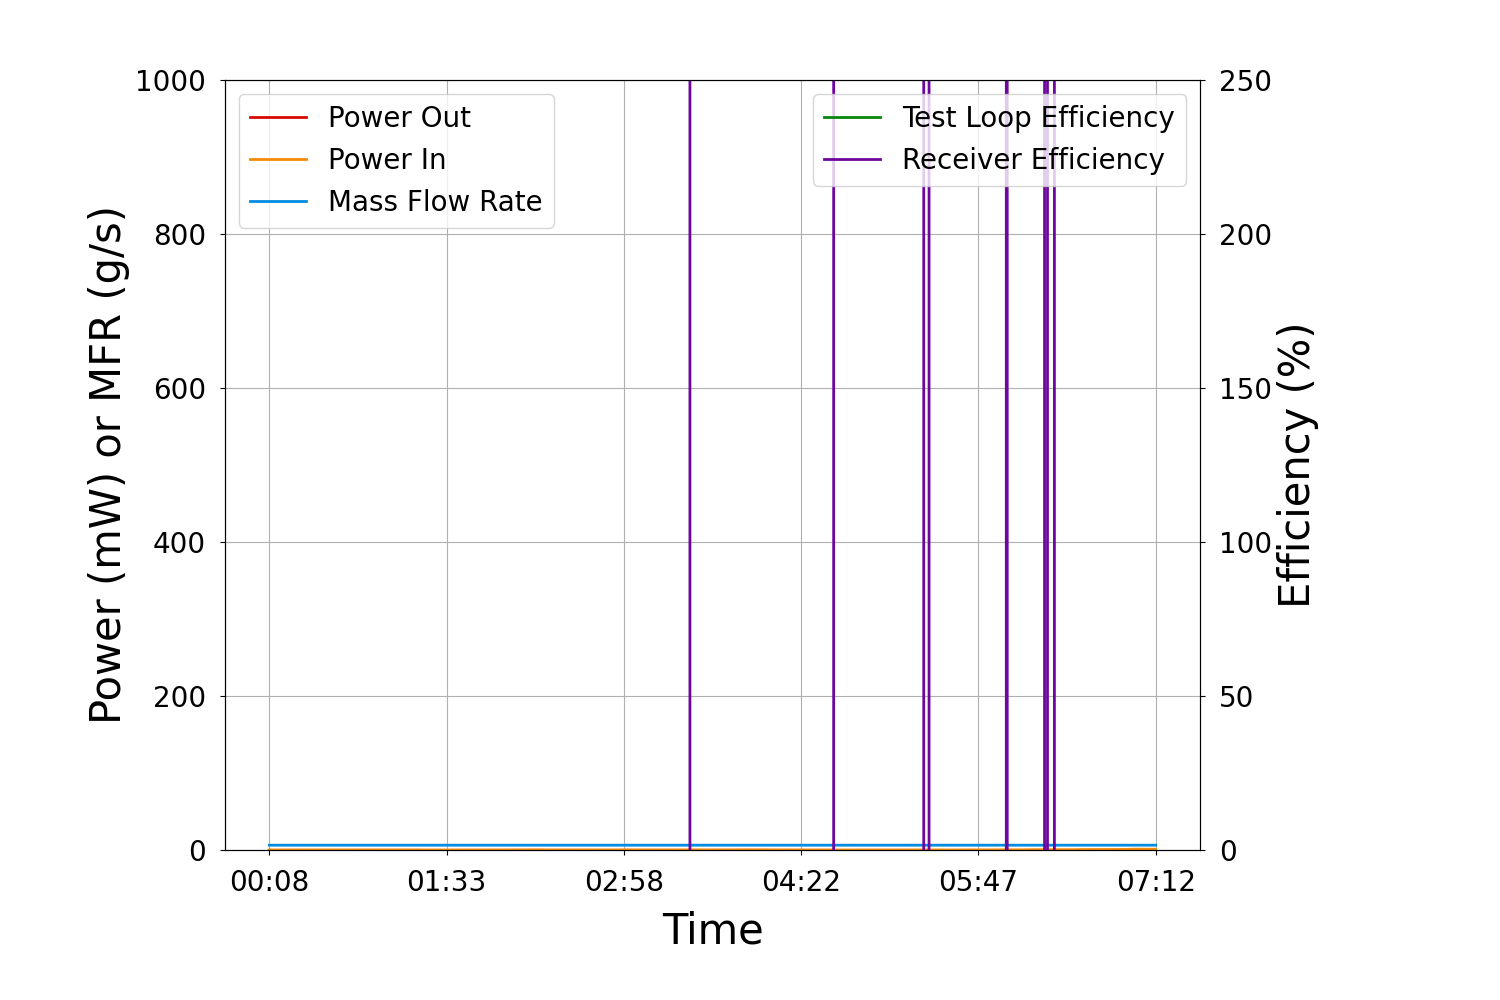 1000
800
600
400
200
0
Power (mW) or MFR (g/s)
Power Out
Power In
Mass Flow Rate
Test Loop Efficiency
Receiver Efficiency
250
200
150
100
50
0
Efficiency (%)
00:08 01:33 02:58 04:22 05:47 07:12
Time